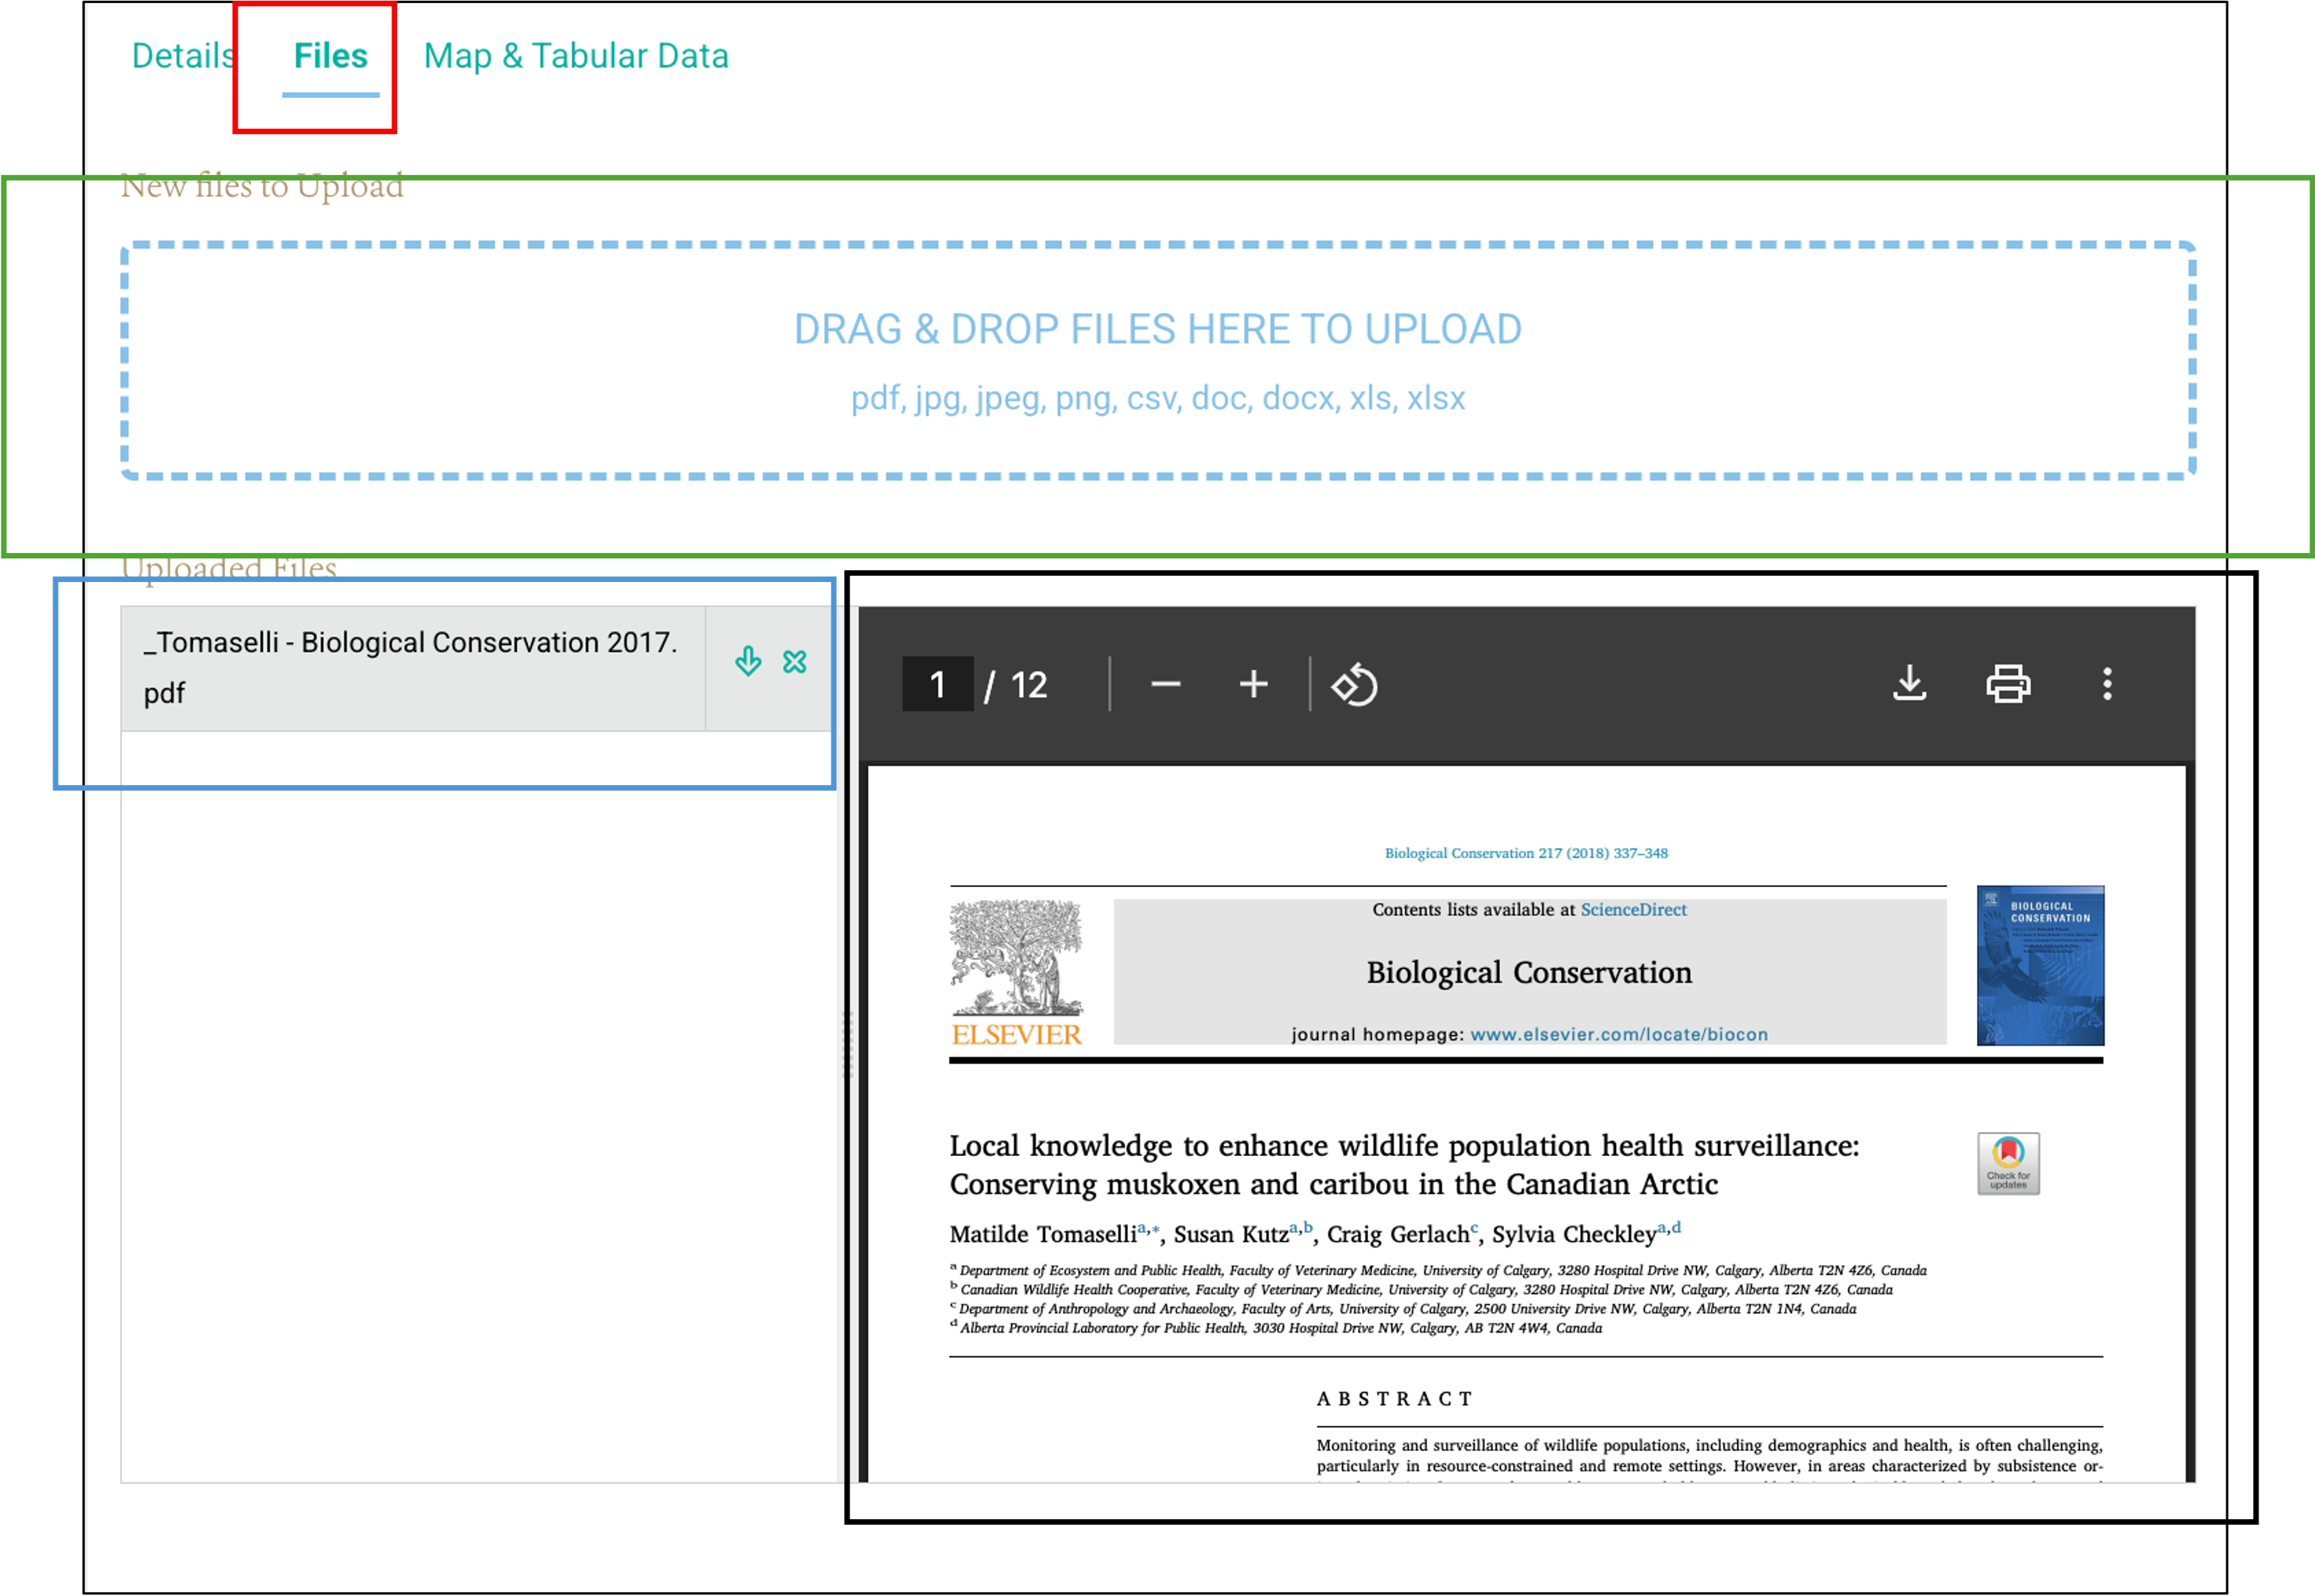 Details Files Map & Tabular Data
New files to Upload
DRAG & DROP FILES HERE TO UPLOAD
pdf, jpg, jpeg, png, csv, doc, docx, xls, xlsx
Uploaded Files
_Tomaselli - Biological Conservation 2017.
pdf
1 / 12
Biological Conservation 217 (2018) 337–348
Contents lists available at ScienceDirect
Biological Conservation
journal homepage: www.elsevier.com/locate/biocon
ELSEVIER
BIOLOGICAL
CONSERVATION
Local knowledge to enhance wildlife population health surveillance:
Conserving muskoxen and caribou in the Canadian Arctic
Check for
updates
Matilde Tomaselliᵃ,*, Susan Kutzᵃ,ᵇ, Craig Gerlachᶜ, Sylvia Checkleyᵃ,ᵈ
ᵃ Department of Ecosystem and Public Health, Faculty of Veterinary Medicine, University of Calgary, 3280 Hospital Drive NW, Calgary, Alberta T2N 4Z6, Canada
ᵇ Canadian Wildlife Health Cooperative, Faculty of Veterinary Medicine, University of Calgary, 3280 Hospital Drive NW, Calgary, Alberta T2N 4Z6, Canada
ᶜ Department of Anthropology and Archaeology, Faculty of Arts, University of Calgary, 2500 University Drive NW, Calgary, Alberta T2N 1N4, Canada
ᵈ Alberta Provincial Laboratory for Public Health, 3030 Hospital Drive NW, Calgary, AB T2N 4W4, Canada
ABSTRACT
Monitoring and surveillance of wildlife populations, including demographics and health, is often challenging,
particularly in resource-constrained and remote settings. However, in areas characterized by subsistence or-